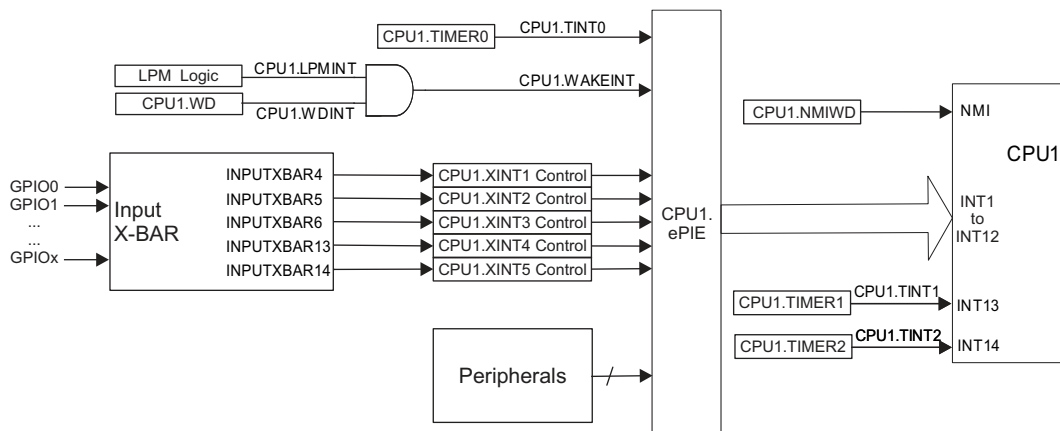 CPU1.TIMER0
CPU1.TINT0
LPM Logic
CPU1.LPMINT
CPU1.WAKEINT
CPU1.WD
CPU1.WDINT
CPU1.NMIWD
NMI
CPU1
GPIO0
GPIO1
...
...
GPIOx
Input
X-BAR
INPUTXBAR4
INPUTXBAR5
INPUTXBAR6
INPUTXBAR13
INPUTXBAR14
CPU1.XINT1 Control
CPU1.XINT2 Control
CPU1.XINT3 Control
CPU1.XINT4 Control
CPU1.XINT5 Control
CPU1.
ePIE
INT1
to
INT12
CPU1.TIMER1
CPU1.TINT1
INT13
CPU1.TIMER2
CPU1.TINT2
INT14
Peripherals